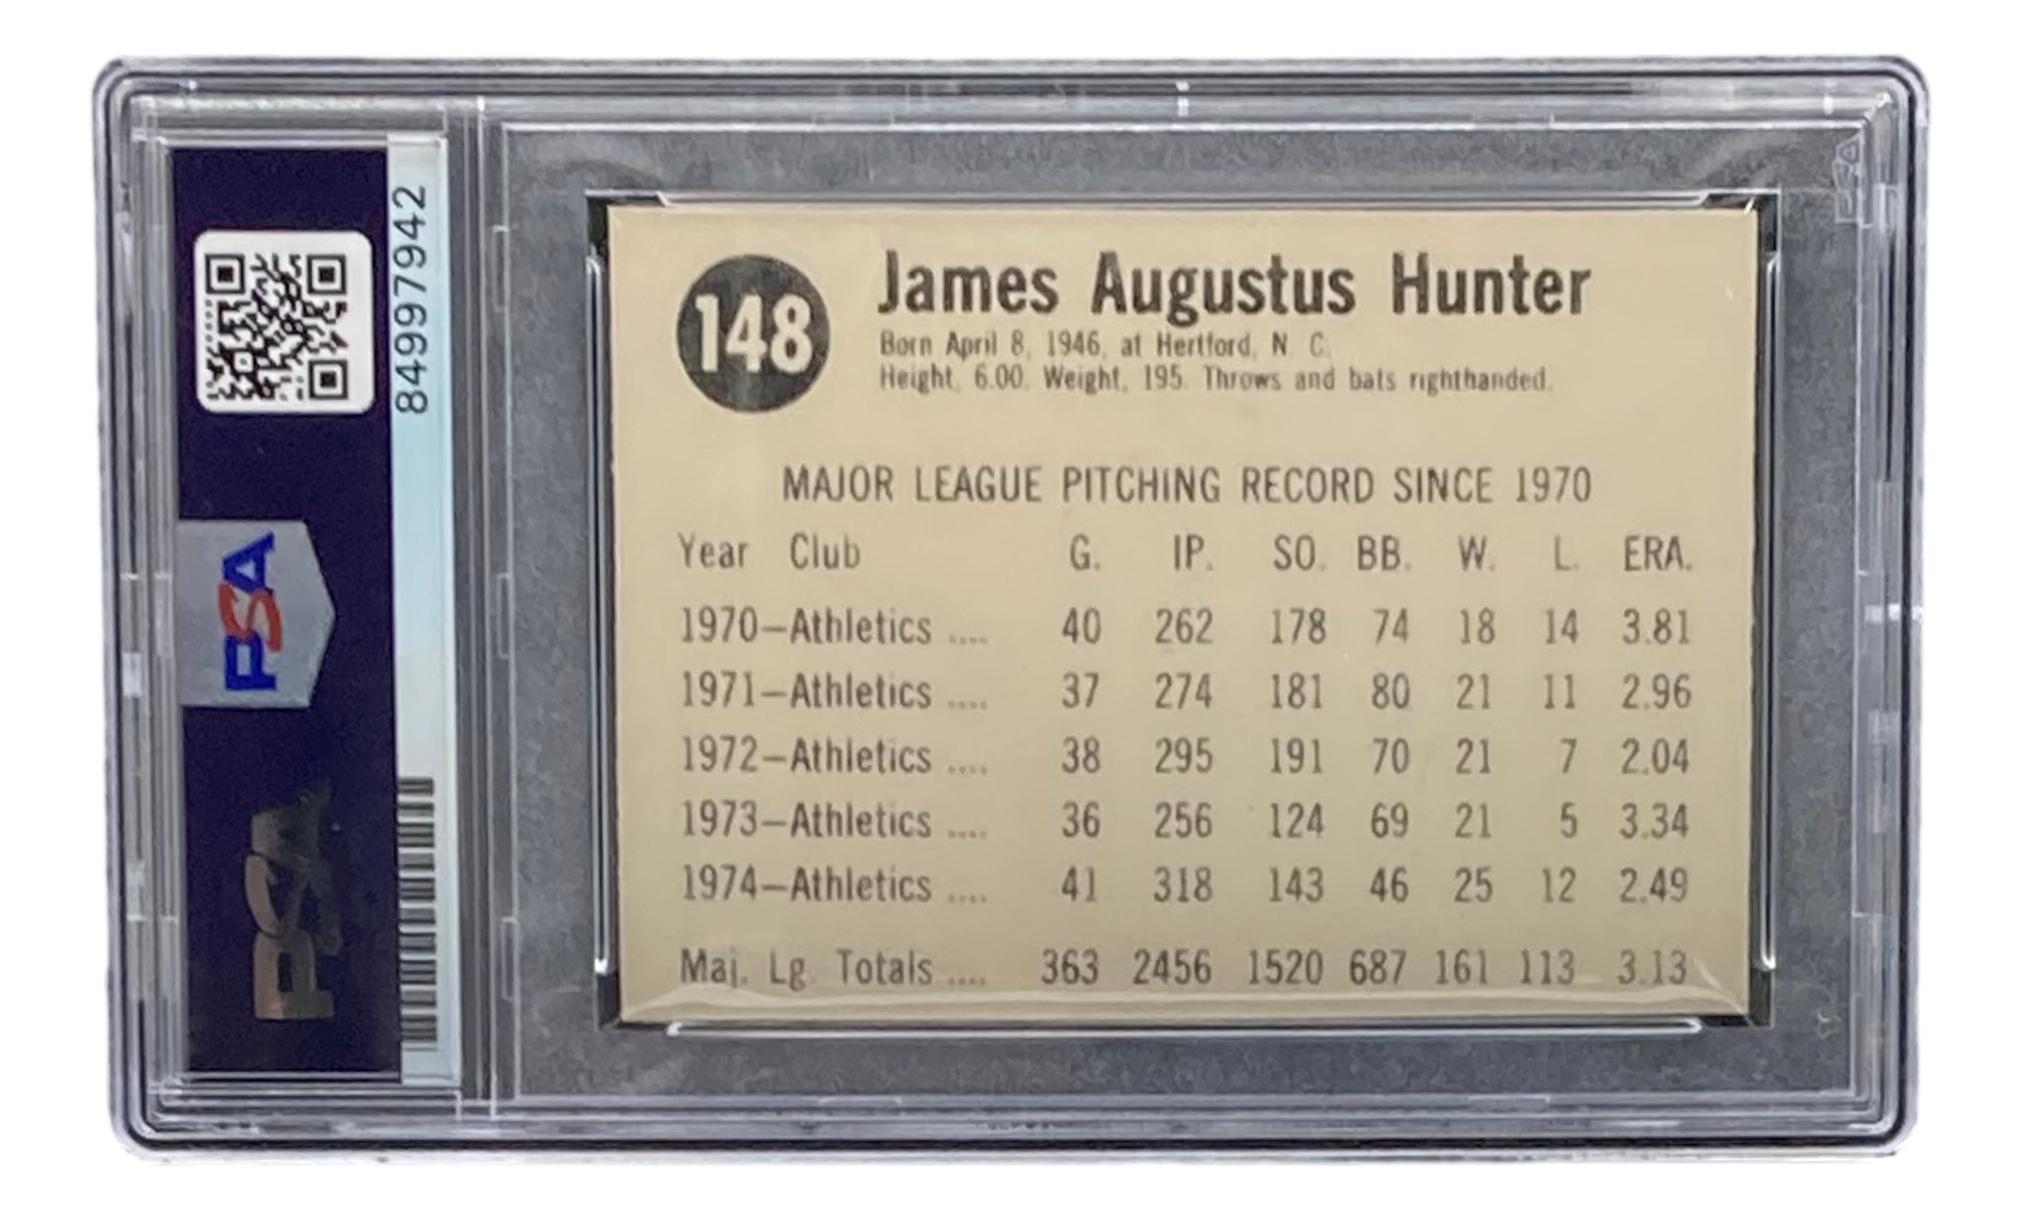 84997942
PSA
148
James Augustus Hunter
Born April 8, 1946, at Hertford, N. C.
Height, 6.00. Weight, 195. Throws and bats righthanded.
MAJOR LEAGUE PITCHING RECORD SINCE 1970
Year Club G. IP. SO. BB. W. L. ERA.
1970—Athletics .... 40 262 178 74 18 14 3.81
1971—Athletics .... 37 274 181 80 21 11 2.96
1972—Athletics .... 38 295 191 70 21 7 2.04
1973—Athletics .... 36 256 124 69 21 5 3.34
1974—Athletics .... 41 318 143 46 25 12 2.49
Maj. Lg. Totals .... 363 2456 1520 687 161 113 3.13
PSA